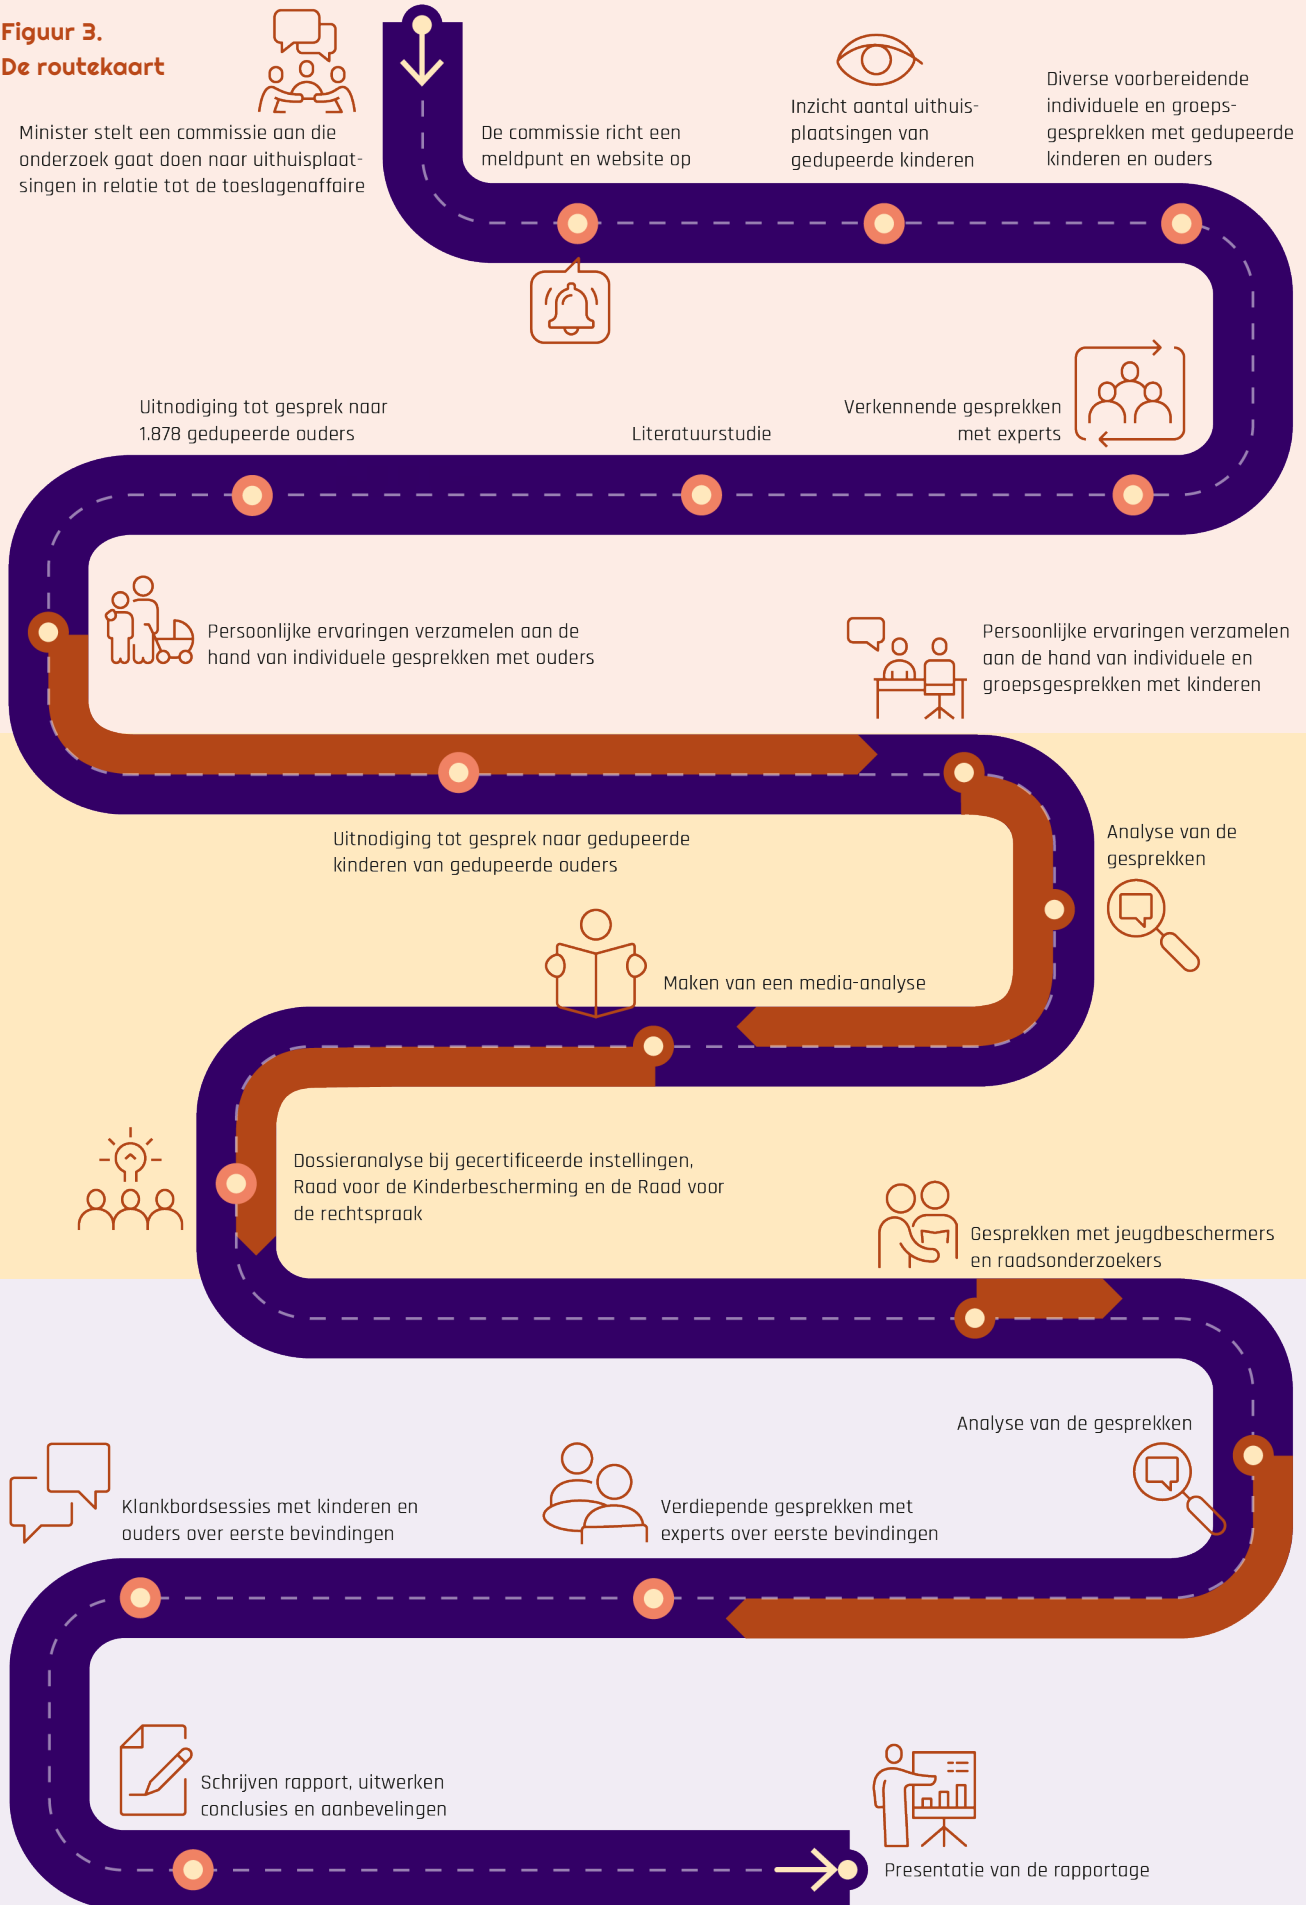 Figuur 3.
De routekaart
Minister stelt een commissie aan die
onderzoek gaat doen naar uithuisplaat-
singen in relatie tot de toeslagenaffaire
De commissie richt een
meldpunt en website op
Inzicht aantal uithuis-
plaatsingen van
gedupeerde kinderen
Diverse voorbereidende
individuele en groeps-
gesprekken met gedupeerde
kinderen en ouders
Verkennende gesprekken
met experts
Literatuurstudie
Uitnodiging tot gesprek naar
1.878 gedupeerde ouders
Persoonlijke ervaringen verzamelen aan de
hand van individuele gesprekken met ouders
Uitnodiging tot gesprek naar gedupeerde
kinderen van gedupeerde ouders
Persoonlijke ervaringen verzamelen
aan de hand van individuele en
groepsgesprekken met kinderen
Analyse van de
gesprekken
Maken van een media-analyse
Dossieranalyse bij gecertificeerde instellingen,
Raad voor de Kinderbescherming en de Raad voor
de rechtspraak
Gesprekken met jeugdbeschermers
en raadsonderzoekers
Analyse van de gesprekken
Verdiepende gesprekken met
experts over eerste bevindingen
Klankbordsessies met kinderen en
ouders over eerste bevindingen
Schrijven rapport, uitwerken
conclusies en aanbevelingen
Presentatie van de rapportage